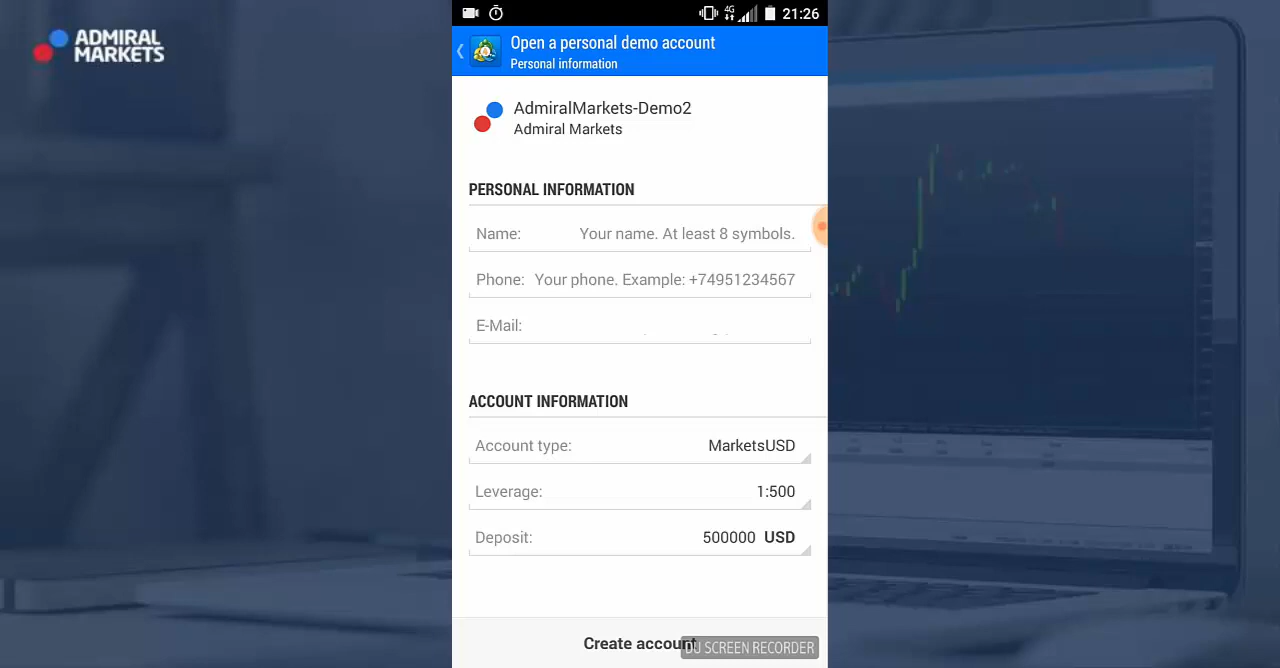 ADMIRAL
MARKETS
4G
21:26
Open a personal demo account
Personal information
AdmiralMarkets-Demo2
Admiral Markets
PERSONAL INFORMATION
Name: Your name. At least 8 symbols.
Phone: Your phone. Example: +74951234567
E-Mail:
ACCOUNT INFORMATION
Account type: MarketsUSD
Leverage: 1:500
Deposit: 500000 USD
Create account
DU SCREEN RECORDER